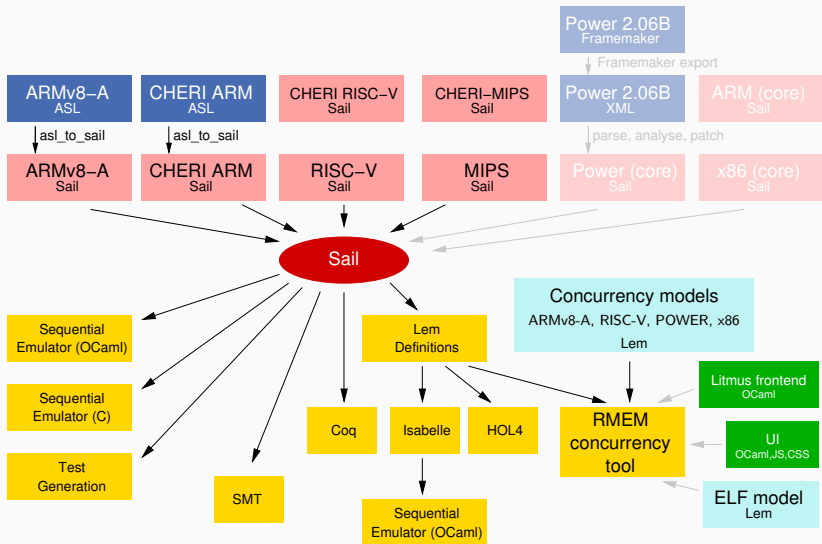 Power 2.06B
Framemaker
Framemaker export
ARMv8-A
ASL
CHERI ARM
ASL
CHERI RISC-V
Sail
CHERI-MIPS
Sail
Power 2.06B
XML
ARM (core)
Sail
asl_to_sail
asl_to_sail
parse, analyse, patch
ARMv8-A
Sail
CHERI ARM
Sail
RISC-V
Sail
MIPS
Sail
Power (core)
Sail
x86 (core)
Sail
Sail
Concurrency models
ARMv8-A, RISC-V, POWER, x86
Lem
Sequential
Emulator (OCaml)
Lem
Definitions
Litmus frontend
OCaml
Sequential
Emulator (C)
Coq
Isabelle
HOL4
RMEM
concurrency
tool
UI
OCaml,JS,CSS
Test
Generation
SMT
ELF model
Lem
Sequential
Emulator (OCaml)